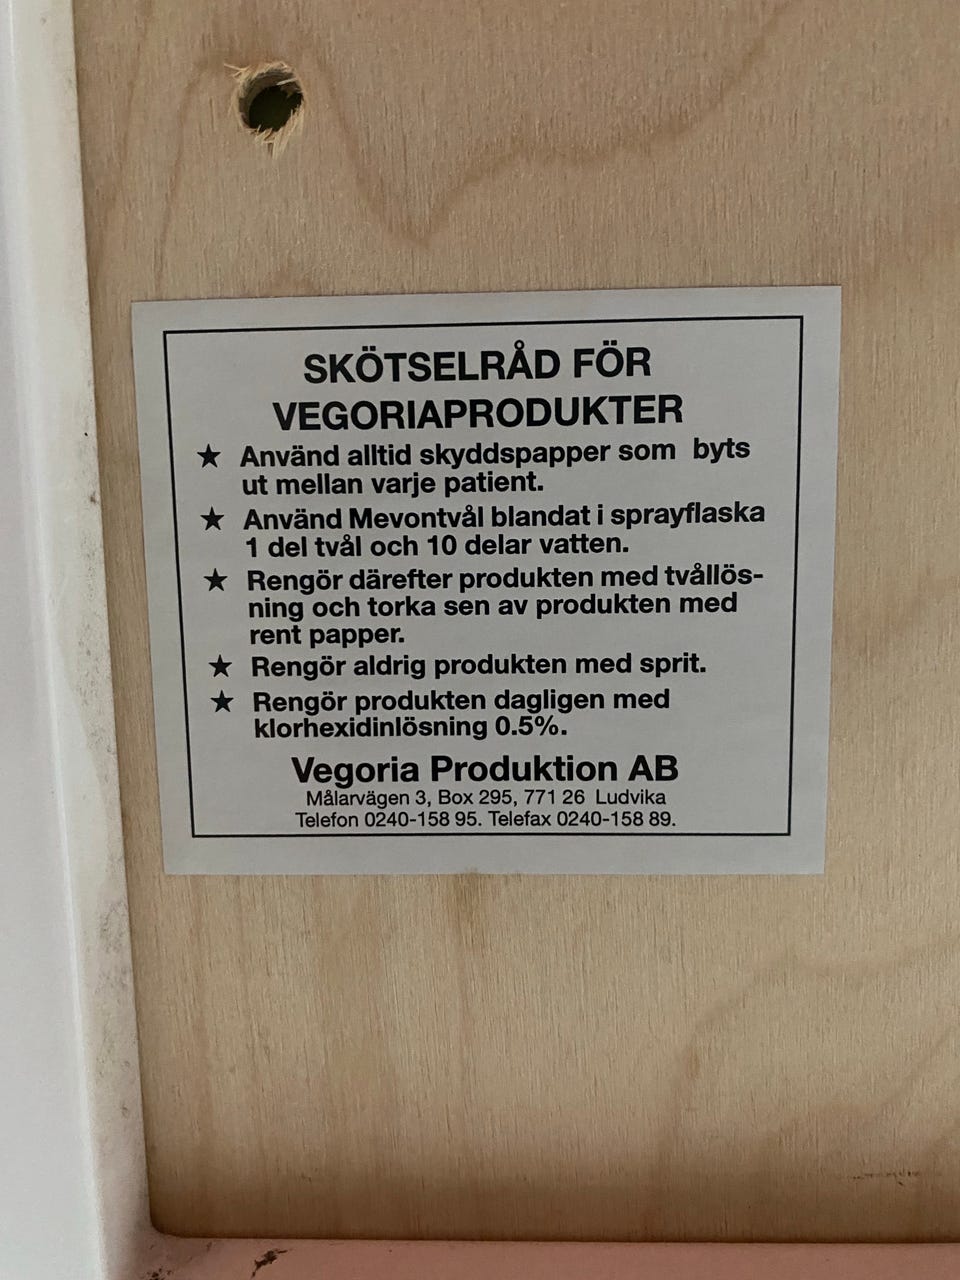 SKÖTSELRÅD FÖR
VEGORIAPRODUKTER
★ Använd alltid skyddspapper som byts
ut mellan varje patient.
★ Använd Mevontvål blandat i sprayflaska
1 del tvål och 10 delar vatten.
★ Rengör därefter produkten med tvållös-
ning och torka sen av produkten med
rent papper.
★ Rengör aldrig produkten med sprit.
★ Rengör produkten dagligen med
klorhexidinlösning 0.5%.
Vegoria Produktion AB
Målarvägen 3, Box 295, 771 26 Ludvika
Telefon 0240-158 95. Telefax 0240-158 89.